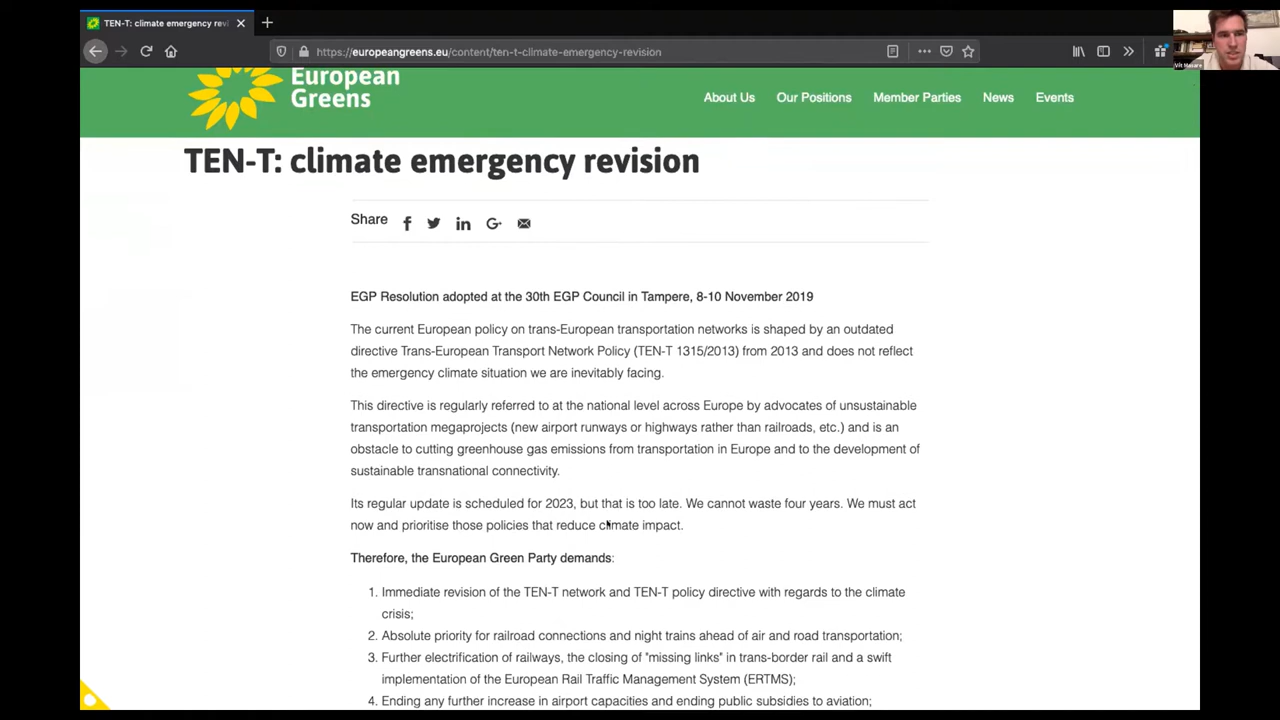 TEN-T: climate emergency revi
https://europeangreens.eu/content/ten-t-climate-emergency-revision
Vít Masare
European
Greens
About Us
Our Positions
Member Parties
News
Events
TEN-T: climate emergency revision
Share
EGP Resolution adopted at the 30th EGP Council in Tampere, 8-10 November 2019
The current European policy on trans-European transportation networks is shaped by an outdated
directive Trans-European Transport Network Policy (TEN-T 1315/2013) from 2013 and does not reflect
the emergency climate situation we are inevitably facing.
This directive is regularly referred to at the national level across Europe by advocates of unsustainable
transportation megaprojects (new airport runways or highways rather than railroads, etc.) and is an
obstacle to cutting greenhouse gas emissions from transportation in Europe and to the development of
sustainable transnational connectivity.
Its regular update is scheduled for 2023, but that is too late. We cannot waste four years. We must act
now and prioritise those policies that reduce climate impact.
Therefore, the European Green Party demands:
1. Immediate revision of the TEN-T network and TEN-T policy directive with regards to the climate
crisis;
2. Absolute priority for railroad connections and night trains ahead of air and road transportation;
3. Further electrification of railways, the closing of "missing links" in trans-border rail and a swift
implementation of the European Rail Traffic Management System (ERTMS);
4. Ending any further increase in airport capacities and ending public subsidies to aviation;